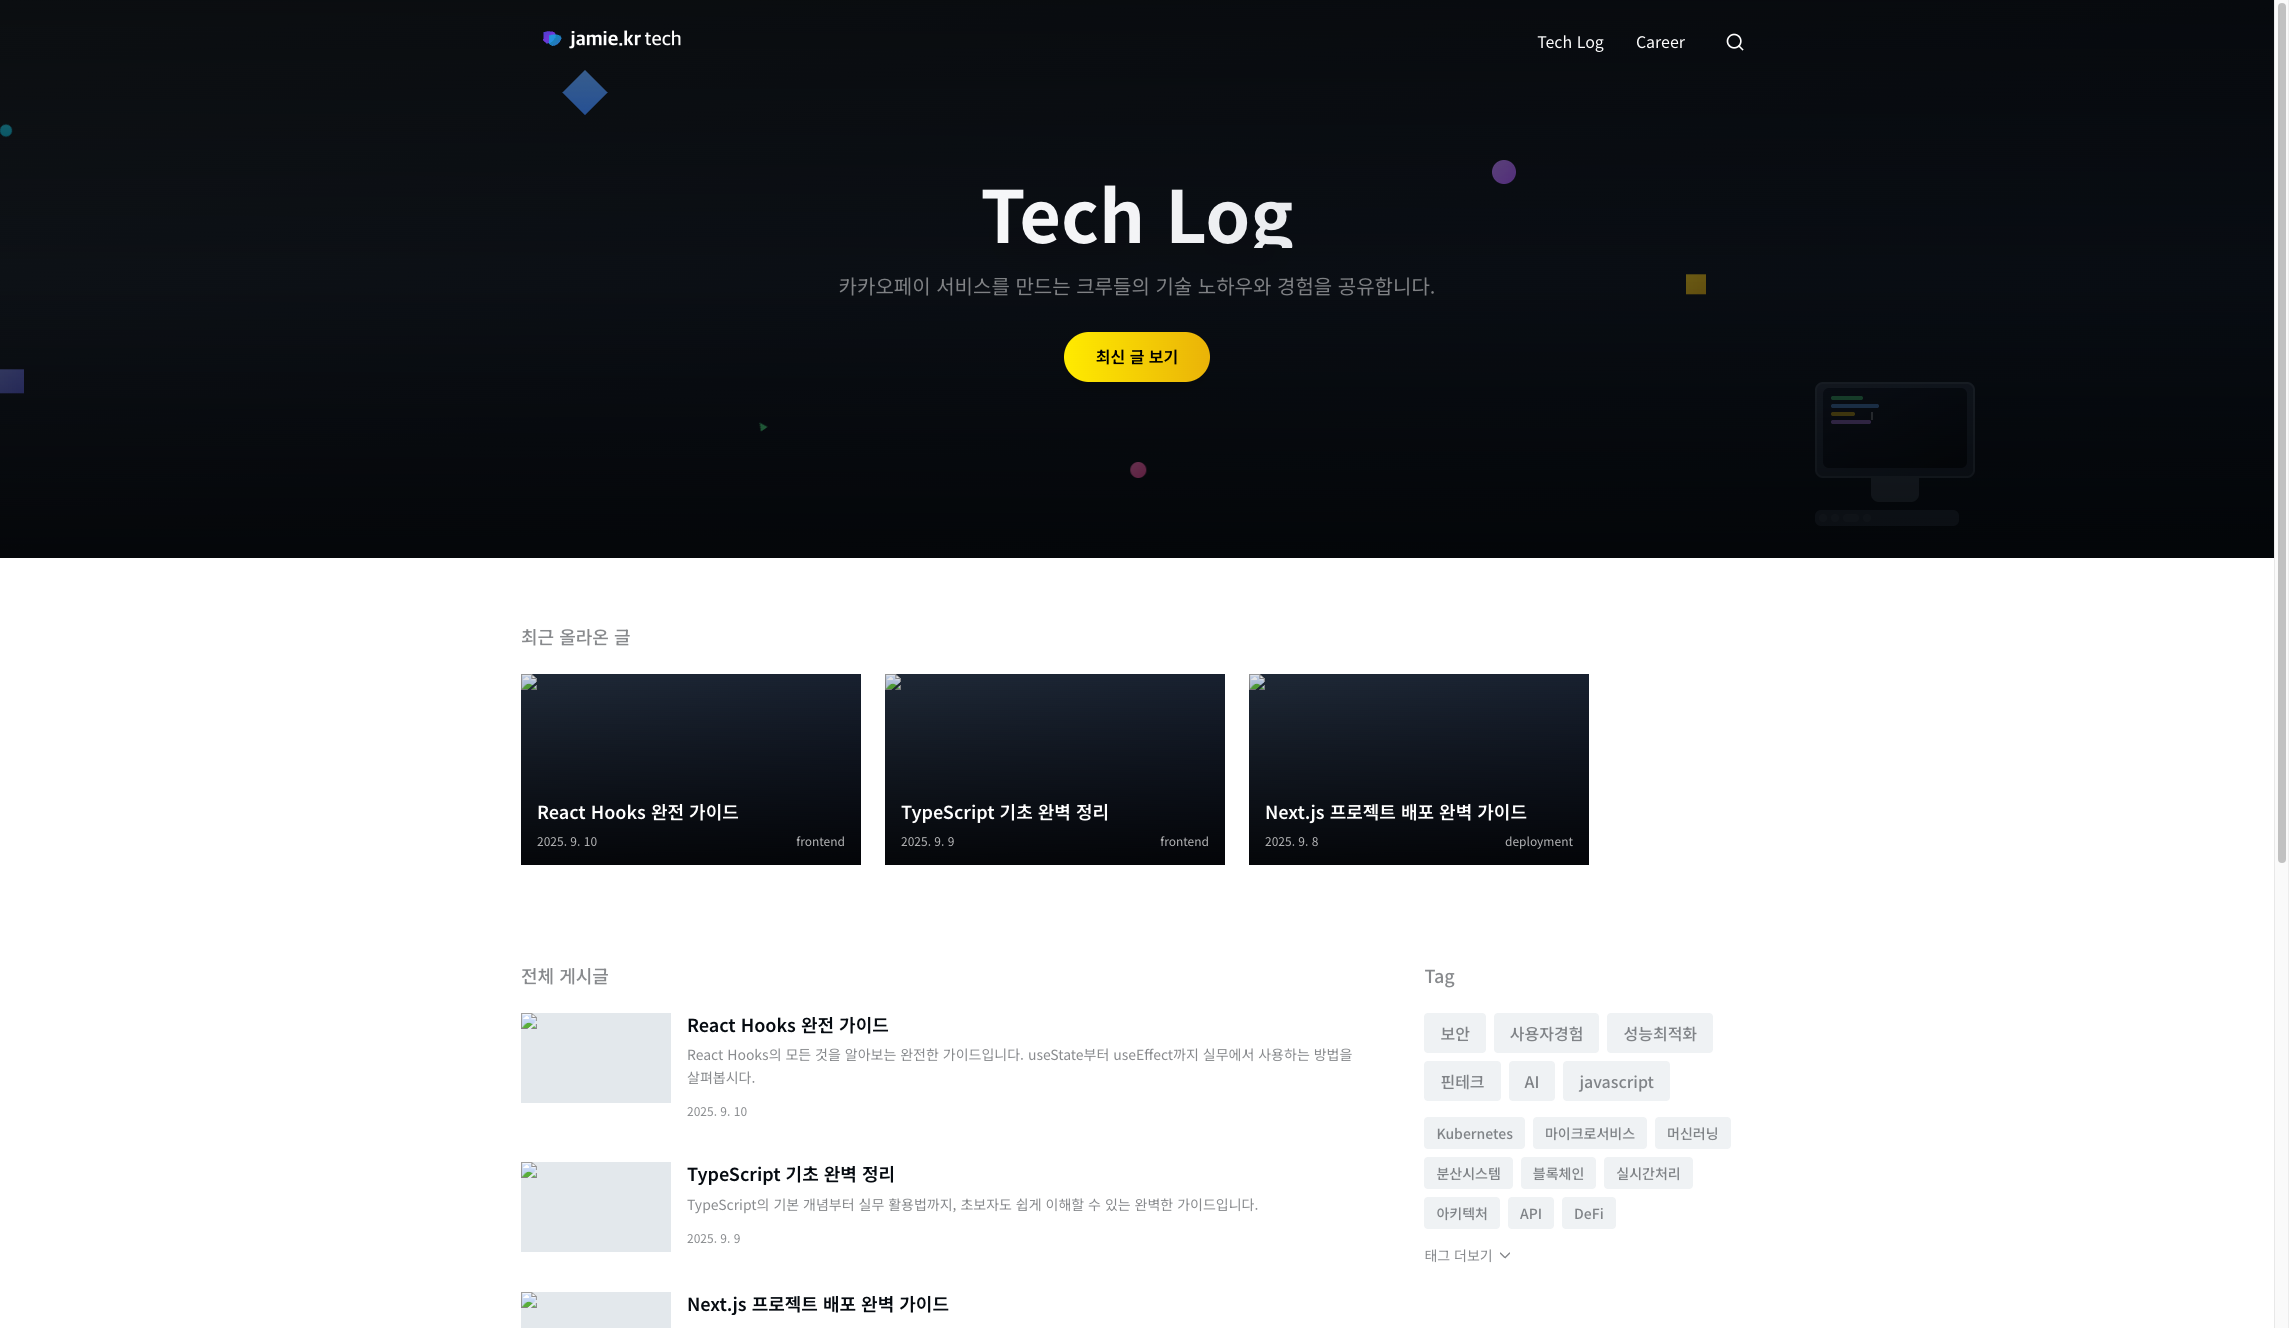 jamie.kr tech
Tech Log
Career
Tech Log
카카오페이 서비스를 만드는 크루들의 기술 노하우와 경험을 공유합니다.
최신 글 보기
최근 올라온 글
React Hooks 완전 가이드
2025. 9. 10
frontend
TypeScript 기초 완벽 정리
2025. 9. 9
frontend
Next.js 프로젝트 배포 완벽 가이드
2025. 9. 8
deployment
전체 게시글
React Hooks 완전 가이드
React Hooks의 모든 것을 알아보는 완전한 가이드입니다. useState부터 useEffect까지 실무에서 사용하는 방법을
살펴봅시다.
2025. 9. 10
TypeScript 기초 완벽 정리
TypeScript의 기본 개념부터 실무 활용법까지, 초보자도 쉽게 이해할 수 있는 완벽한 가이드입니다.
2025. 9. 9
Next.js 프로젝트 배포 완벽 가이드
Tag
보안 사용자경험 성능최적화
핀테크 AI javascript
Kubernetes 마이크로서비스 머신러닝
분산시스템 블록체인 실시간처리
아키텍처 API DeFi
태그 더보기